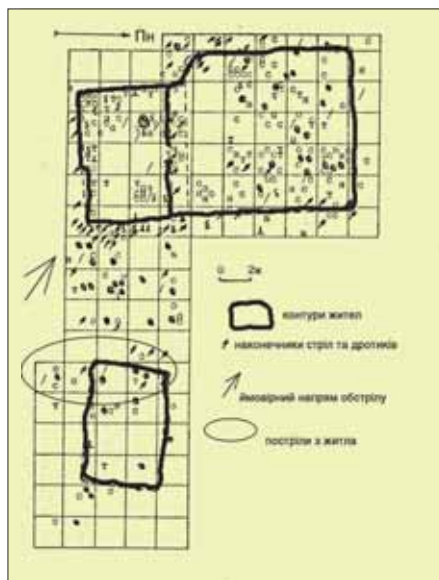 Пн
0 2м
контури жител
наконечники стріл та дротиків
ймовірний напрям обстрілу
постріли з житла